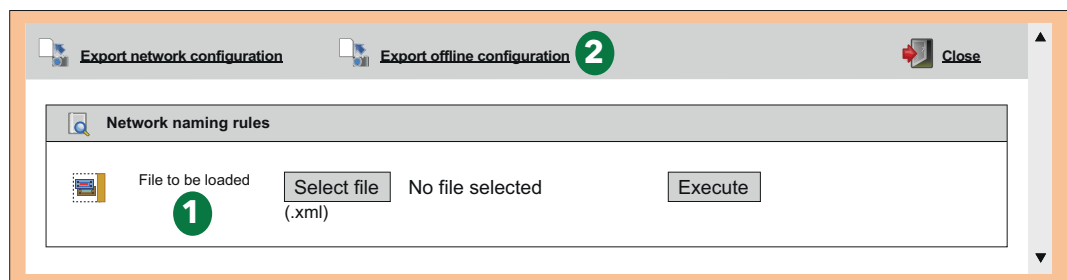 Export network configuration Export offline configuration 2 Close
Network naming rules
File to be loaded Select file No file selected Execute
1 (.xml)